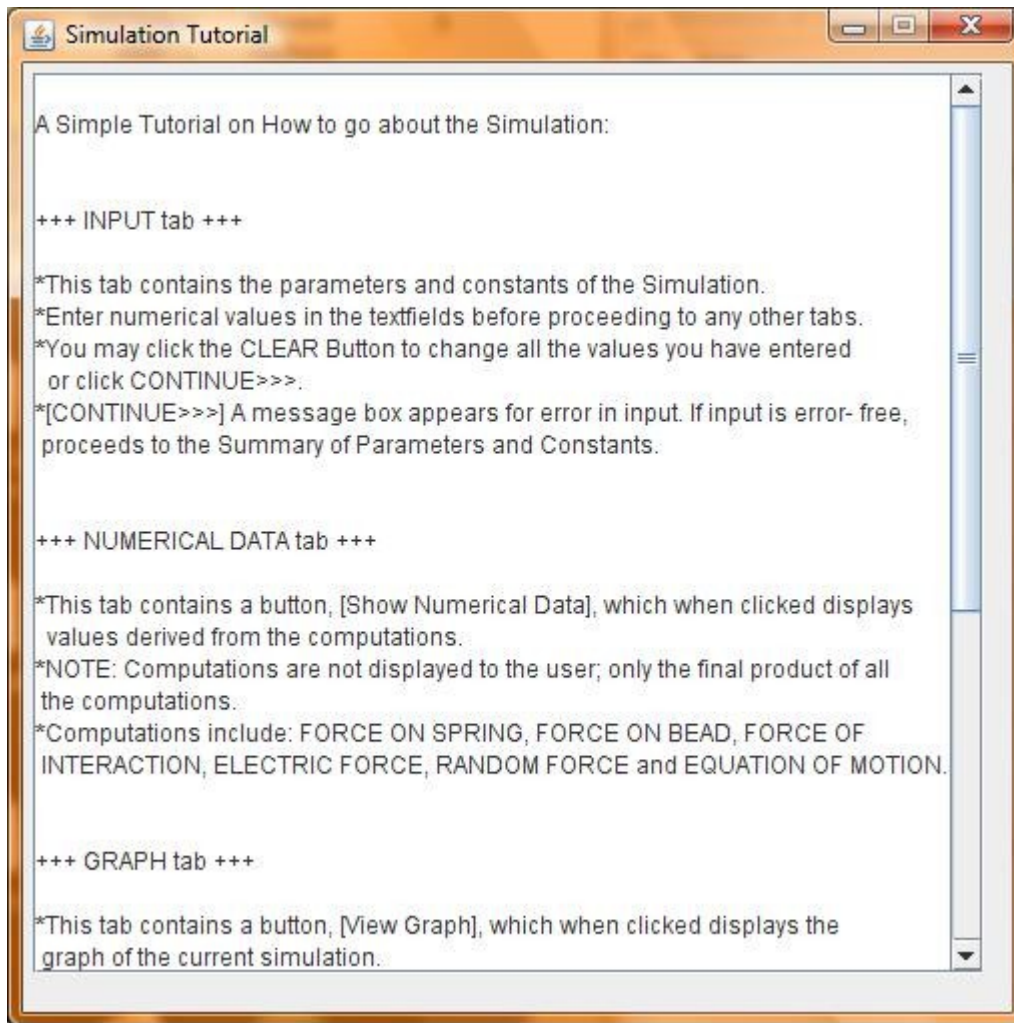 Simulation Tutorial
A Simple Tutorial on How to go about the Simulation:
+++ INPUT tab +++
*This tab contains the parameters and constants of the Simulation.
*Enter numerical values in the textfields before proceeding to any other tabs.
*You may click the CLEAR Button to change all the values you have entered
or click CONTINUE>>>.
*[CONTINUE>>>] A message box appears for error in input. If input is error- free,
proceeds to the Summary of Parameters and Constants.
+++ NUMERICAL DATA tab +++
*This tab contains a button, [Show Numerical Data], which when clicked displays
values derived from the computations.
*NOTE: Computations are not displayed to the user; only the final product of all
the computations.
*Computations include: FORCE ON SPRING, FORCE ON BEAD, FORCE OF
INTERACTION, ELECTRIC FORCE, RANDOM FORCE and EQUATION OF MOTION.
+++ GRAPH tab +++
*This tab contains a button, [View Graph], which when clicked displays the
graph of the current simulation.